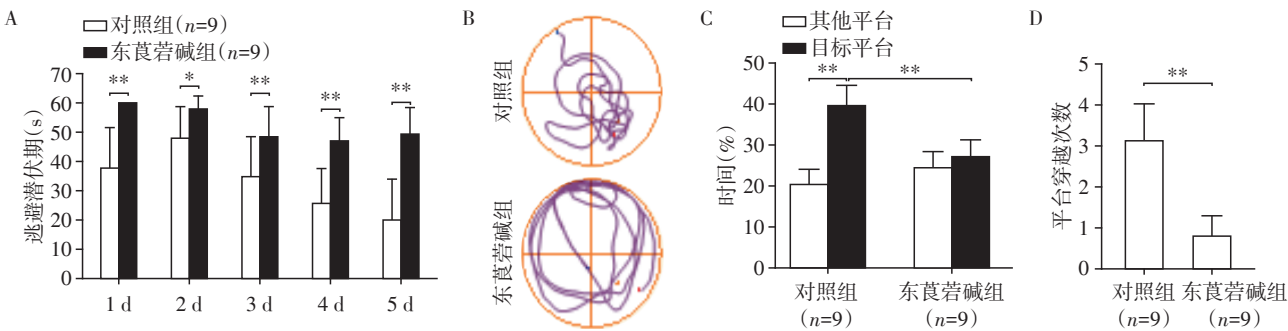 A
对照组(n=9)
东莨菪碱组(n=9)
逃避潜伏期(s)
70
60
50
40
30
20
10
0
**
*
**
**
**
1 d
2 d
3 d
4 d
5 d
B
对照组
东莨菪碱组
C
其他平台
目标平台
时间(%)
50
40
30
20
10
0
**
**
对照组
(n=9)
东莨菪碱组
(n=9)
D
平台穿越次数
5
4
3
2
1
0
**
对照组
(n=9)
东莨菪碱组
(n=9)